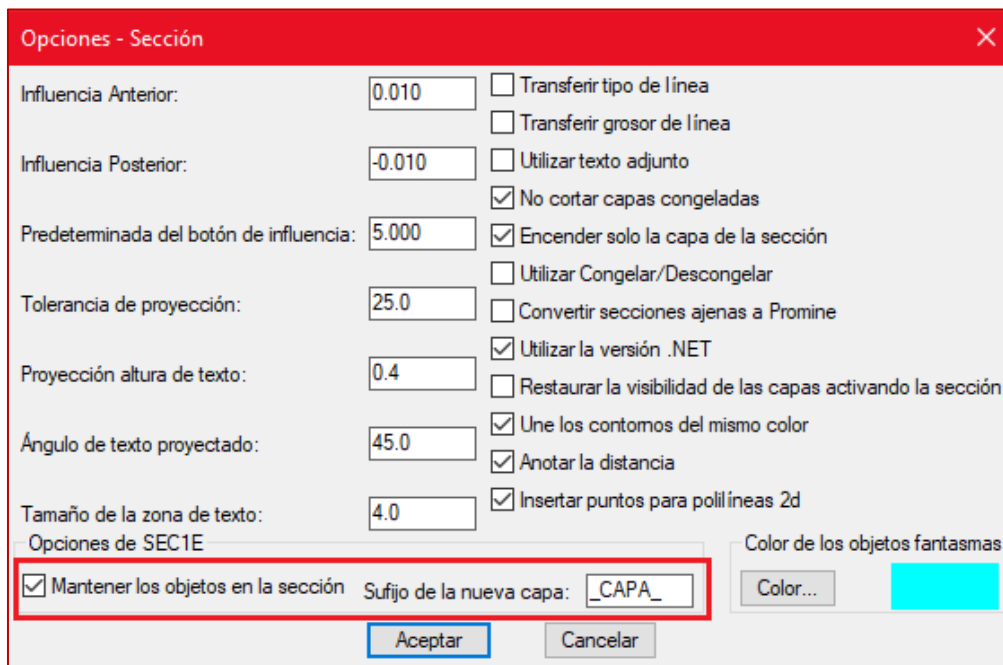 Opciones - Sección
Influencia Anterior: 0.010
Transferir tipo de línea
Transferir grosor de línea
Influencia Posterior: -0.010
Utilizar texto adjunto
No cortar capas congeladas
Predeterminada del botón de influencia: 5.000
Encender solo la capa de la sección
Utilizar Congelar/Descongelar
Tolerancia de proyección: 25.0
Convertir secciones ajenas a Promine
Utilizar la versión .NET
Proyección altura de texto: 0.4
Restaurar la visibilidad de las capas activando la sección
Une los contornos del mismo color
Ángulo de texto proyectado: 45.0
Anotar la distancia
Insertar puntos para polilíneas 2d
Tamaño de la zona de texto: 4.0
Opciones de SEC1E
Color de los objetos fantasmas
Mantener los objetos en la sección Sufijo de la nueva capa: _CAPA_
Color...
Aceptar Cancelar